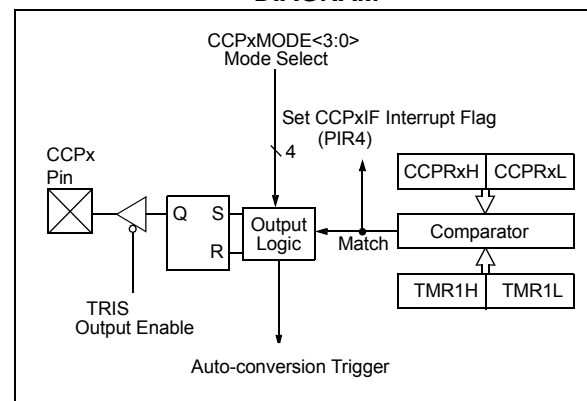 DIAGRAM
CCPxMODE<3:0>
Mode Select
Set CCPxIF Interrupt Flag
(PIR4)
4
CCPx
Pin
CCPRxH CCPRxL
Q S
R
Output
Logic
Match
Comparator
TMR1H TMR1L
TRIS
Output Enable
Auto-conversion Trigger